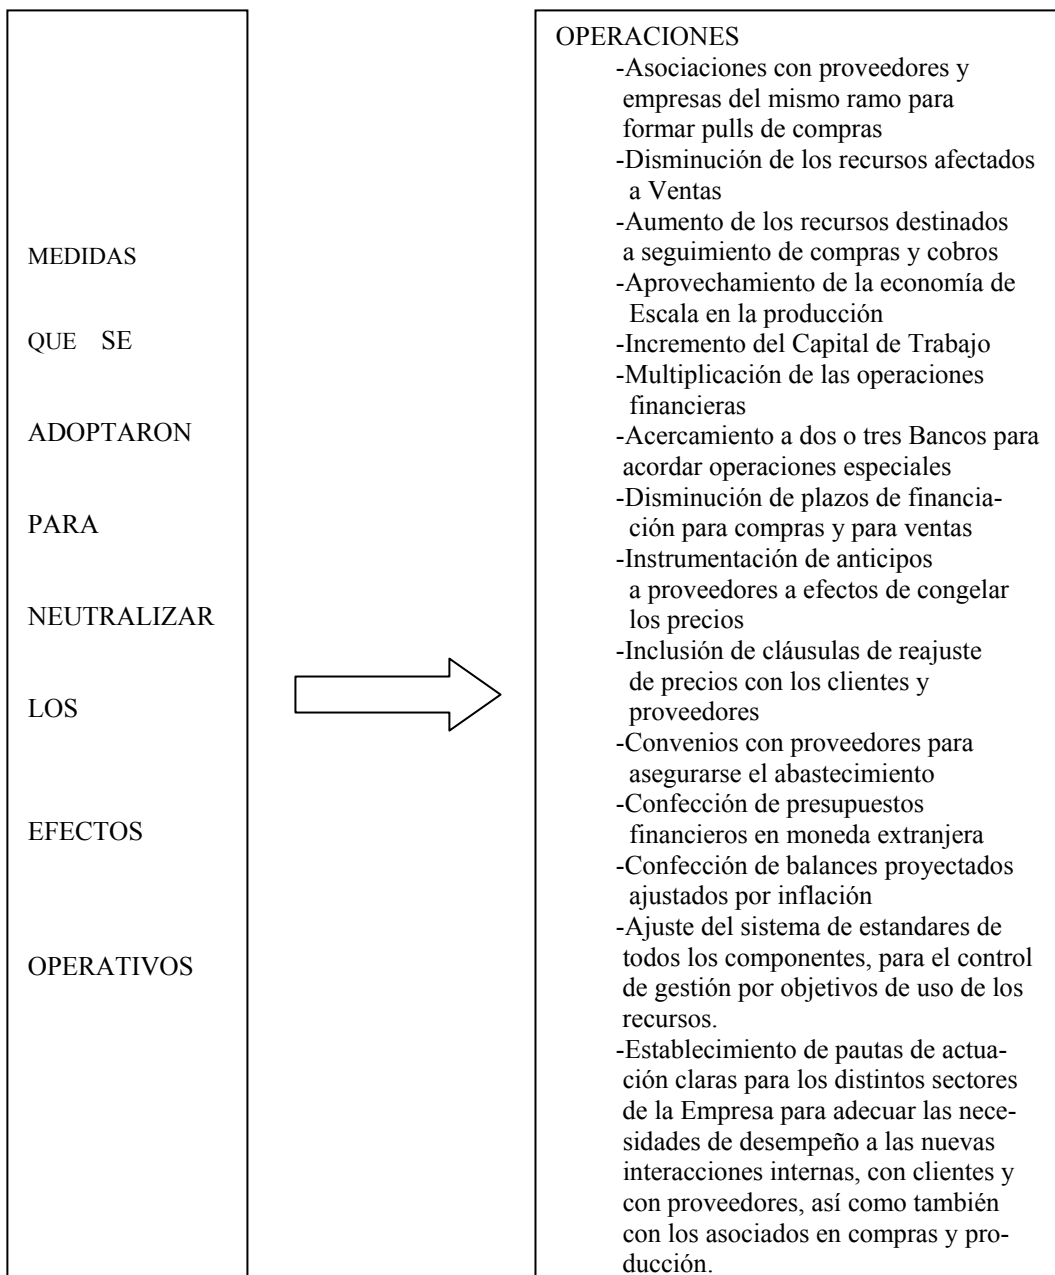 MEDIDAS
QUE SE
ADOPTARON
PARA
NEUTRALIZAR
LOS
EFECTOS
OPERATIVOS
OPERACIONES
-Asociaciones con proveedores y
empresas del mismo ramo para
formar pulls de compras
-Disminución de los recursos afectados
a Ventas
-Aumento de los recursos destinados
a seguimiento de compras y cobros
-Aprovechamiento de la economía de
Escala en la producción
-Incremento del Capital de Trabajo
-Multiplicación de las operaciones
financieras
-Acercamiento a dos o tres Bancos para
acordar operaciones especiales
-Disminución de plazos de financia-
ción para compras y para ventas
-Instrumentación de anticipos
a proveedores a efectos de congelar
los precios
-Inclusión de cláusulas de reajuste
de precios con los clientes y
proveedores
-Convenios con proveedores para
asegurarse el abastecimiento
-Confección de presupuestos
financieros en moneda extranjera
-Confección de balances proyectados
ajustados por inflación
-Ajuste del sistema de estandares de
todos los componentes, para el control
de gestión por objetivos de uso de los
recursos.
-Establecimiento de pautas de actua-
ción claras para los distintos sectores
de la Empresa para adecuar las nece-
sidades de desempeño a las nuevas
interacciones internas, con clientes y
con proveedores, así como también
con los asociados en compras y pro-
ducción.